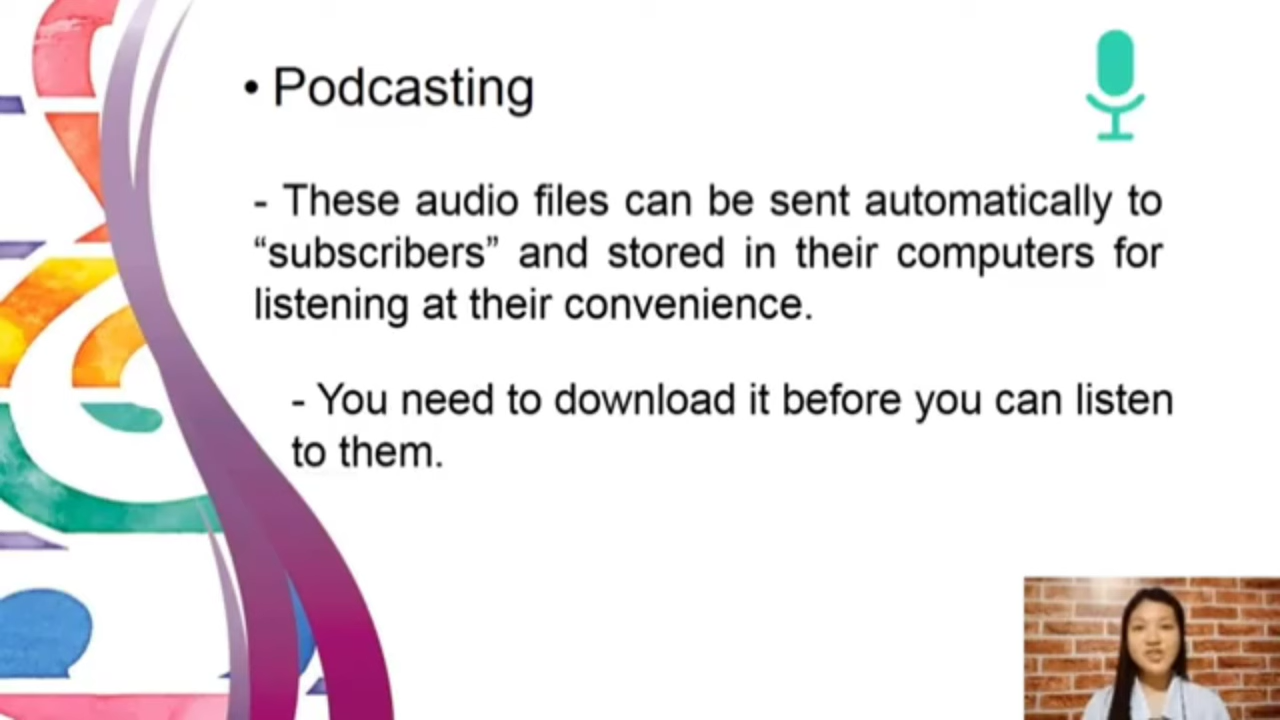 • Podcasting
- These audio files can be sent automatically to
“subscribers” and stored in their computers for
listening at their convenience.
- You need to download it before you can listen
to them.